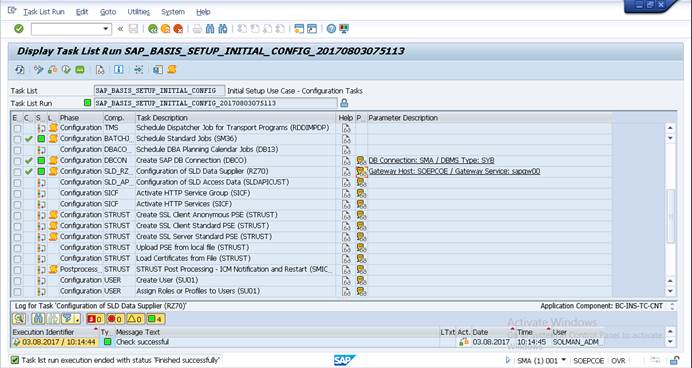 Task List Run Edit Goto System Help
Display Task List Run SAP_BASIS_SETUP_INITIAL_CONFIG_20170803075113
Task List SAP_BASIS_SETUP_INITIAL_CONFIG Initial Setup Use Case - Configuration Tasks
Task List Run SAP_BASIS_SETUP_INITIAL_CONFIG_20170803075113
E.. C.. S.. L.. Phase Comp. Task Description Help P.. Parameter Description
Configuration TMS Schedule Dispatcher Job for Transport Programs (RDDIMPDP)
Configuration BATCHJ... Schedule Standard Jobs (SM36)
Configuration DBACO... Schedule DBA Planning Calendar Jobs (DB13)
Configuration DBCON Create SAP DB Connection (DBCO) DB Connection: SMA / DBMS Type: SYB
Configuration SLD_RZ... Configuration of SLD Data Supplier (RZ70) Gateway Host: SOEPCOE / Gateway Service: sapgw00
Configuration SLD_AP... Configuration of SLD Access Data (SLDAPICUST)
Configuration SICF Activate HTTP Service Group (SICF)
Configuration SICF Activate HTTP Services (SICF)
Configuration STRUST Create SSL Client Anonymous PSE (STRUST)
Configuration STRUST Create SSL Client Standard PSE (STRUST)
Configuration STRUST Create SSL Server Standard PSE (STRUST)
Configuration STRUST Upload PSE from local file (STRUST)
Configuration STRUST Load Certificates from File (STRUST)
Postprocess... STRUST STRUST Post Processing - ICM Notification and Restart (SMIC...
Configuration USER Create User (SU01)
Configuration USER Assign Roles or Profiles to Users (SU01)
Log for Task 'Configuration of SLD Data Supplier (RZ70)' Application Component: BC-INS-TC-CNT
0 0 0 4
Activate Windows
Control Panel to activate
Windows.
Execution Identifier Ty... Message Text LTxt Act. Date Time User
03.08.2017 / 10:14:44 Check successful 03.08.2017 10:14:45 SOLMAN_ADM...
Task list run execution ended with status 'Finished successfully' SAP SMA (1) 001 SOEPCOE OVR